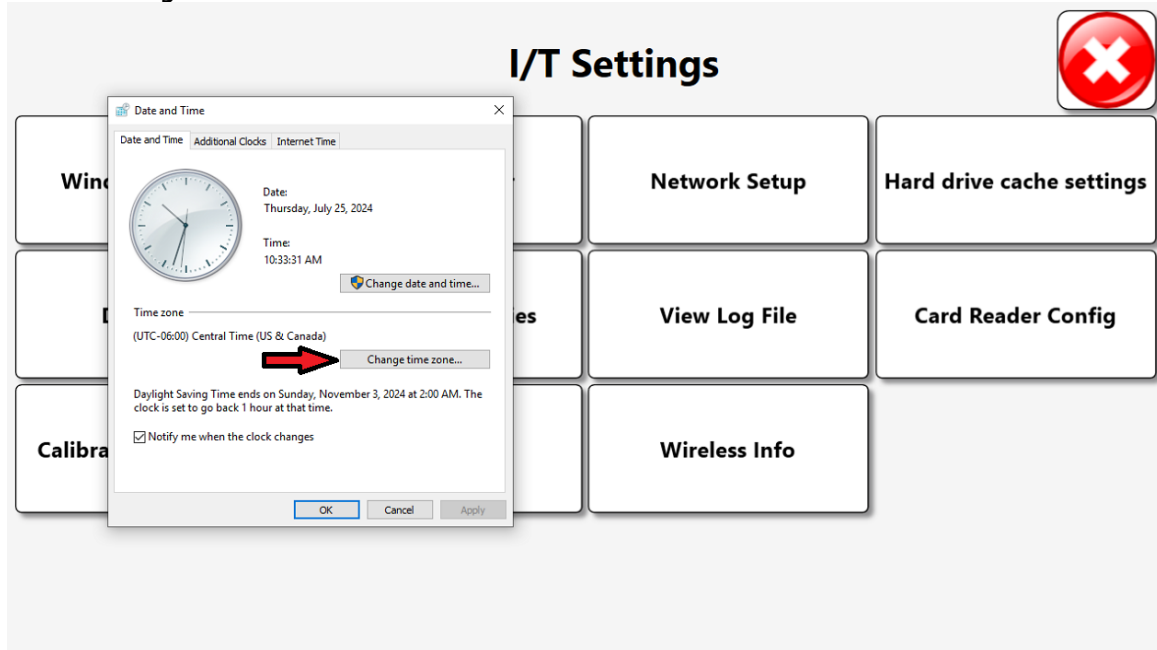 I/T Settings
Date and Time
Date and Time Additional Clocks Internet Time
Date:
Thursday, July 25, 2024
Time:
10:33:31 AM
Change date and time...
Time zone
(UTC-06:00) Central Time (US & Canada)
Change time zone...
Daylight Saving Time ends on Sunday, November 3, 2024 at 2:00 AM. The
clock is set to go back 1 hour at that time.
Notify me when the clock changes
OK Cancel Apply
Network Setup
Hard drive cache settings
View Log File
Card Reader Config
Wireless Info